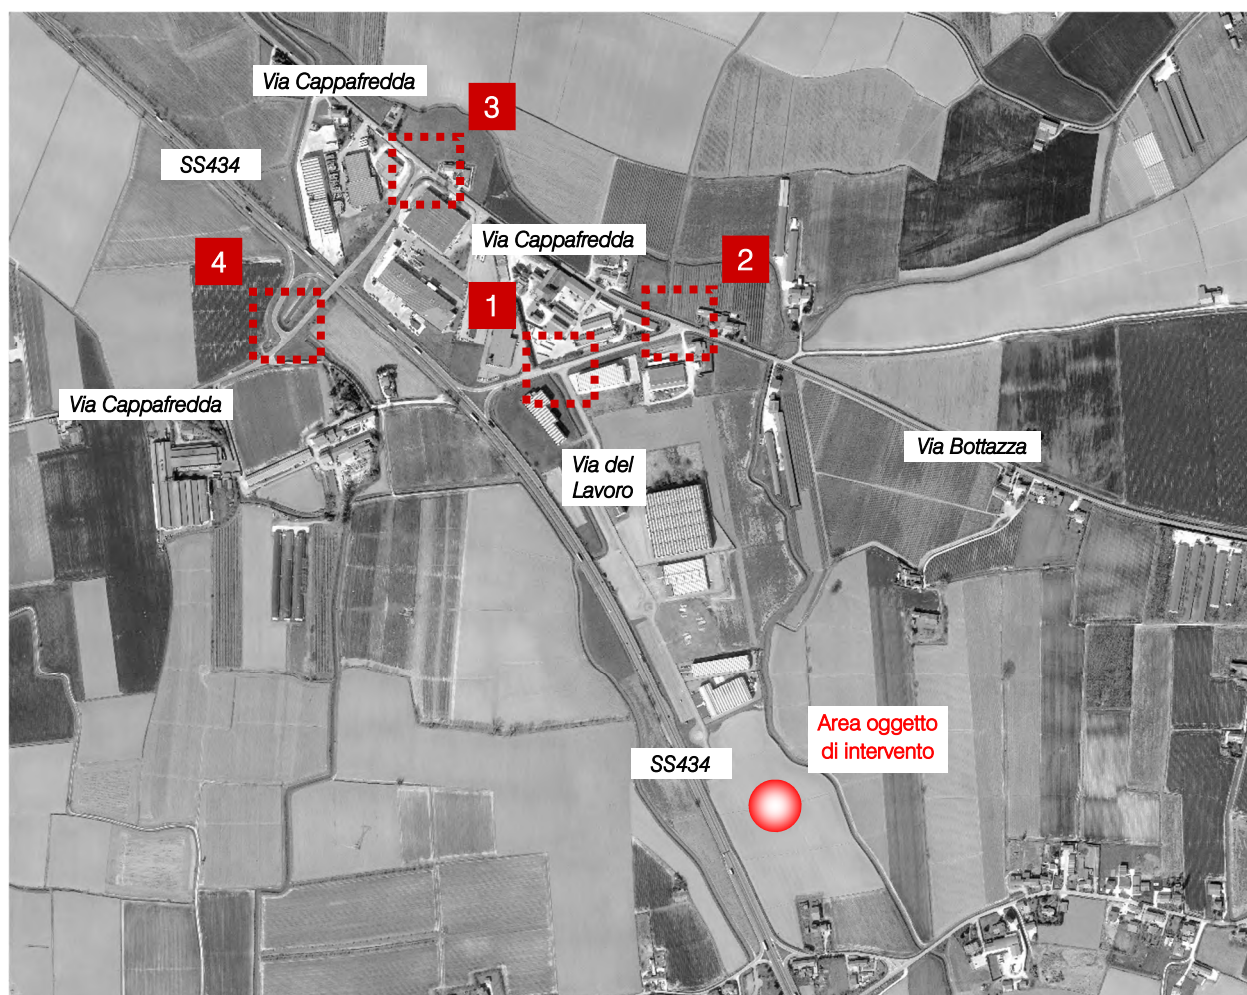 Via Cappafredda
3
SS434
Via Cappafredda
4
2
1
Via Cappafredda
Via Bottazza
Via del
Lavoro
Area oggetto
di intervento
SS434